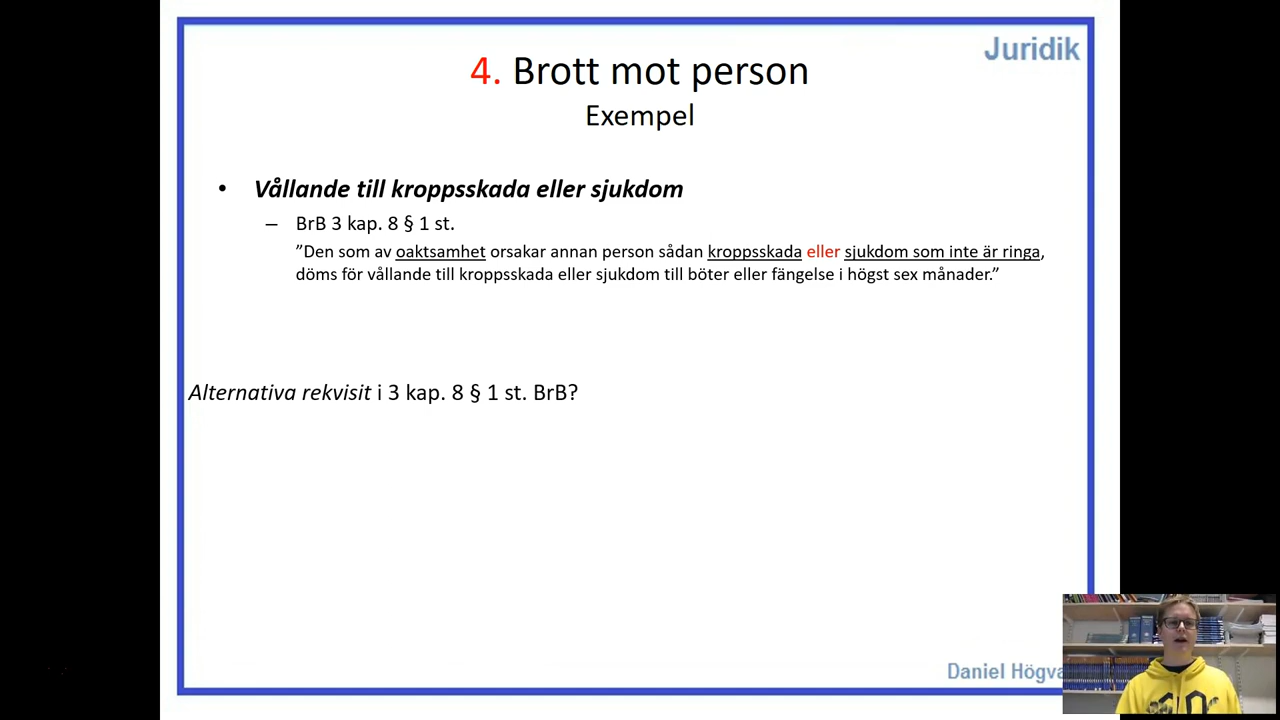 Juridik
4. Brott mot person
Exempel
• Vållande till kroppsskada eller sjukdom
– BrB 3 kap. 8 § 1 st.
”Den som av oaktsamhet orsakar annan person sådan kroppsskada eller sjukdom som inte är ringa,
döms för vållande till kroppsskada eller sjukdom till böter eller fängelse i högst sex månader.”
Alternativa rekvisit i 3 kap. 8 § 1 st. BrB?
Daniel